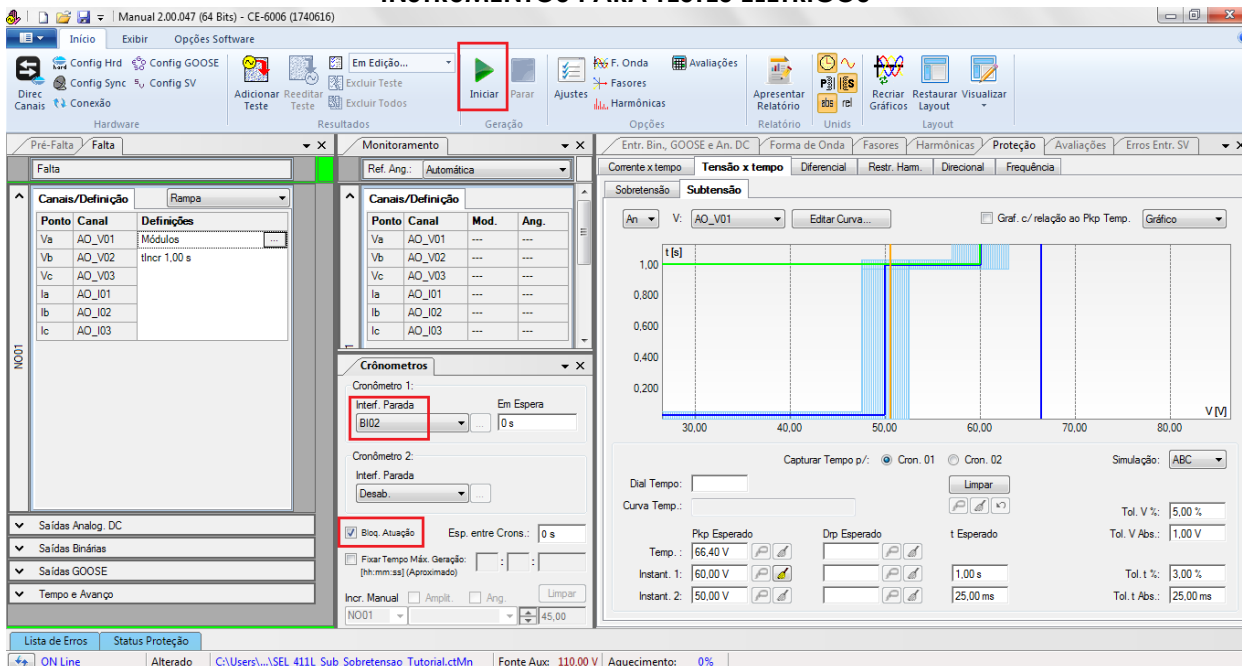 INSTRUMENTOS PARA TESTES ELÉTRICOS
Manual 2.00.047 (64 Bits) - CE-6006 (1740616)
Início Exibir Opções Software
Direc Canais
Config Hrd
Config GOOSE
Config Sync
Config SV
Conexão
Hardware
Adicionar Teste
Reeditar Teste
Em Edição...
Excluir Teste
Excluir Todos
Resultados
Iniciar
Parar
Geração
Ajustes
F. Onda
Avaliações
Fasores
Harmônicas
Opções
Apresentar Relatório
Relatório
abs rel
Unids
Recriar Gráficos
Restaurar Layout
Visualizar
Layout
Pré-Falta Falta
Falta
Canais/Definição Rampa
Ponto Canal Definições
Va AO_V01 Módulos ...
Vb AO_V02 tIncr 1,00 s
Vc AO_V03
Ia AO_I01
Ib AO_I02
Ic AO_I03
NO01
Saídas Analog. DC
Saídas Binárias
Saídas GOOSE
Tempo e Avanço
Monitoramento
Ref. Ang.: Automática
Canais/Definição
Ponto Canal Mod. Ang.
Va AO_V01 --- ---
Vb AO_V02 --- ---
Vc AO_V03 --- ---
Ia AO_I01 --- ---
Ib AO_I02 --- ---
Ic AO_I03 --- ---
Crônometros
Cronômetro 1:
Interf. Parada Em Espera
BI02 ... 0 s
Cronômetro 2:
Interf. Parada
Desab. ...
Bloq. Atuação Esp. entre Crons.: 0 s
Fixar Tempo Máx. Geração: : :
[hh:mm:ss] (Aproximado)
Incr. Manual Amplit. Ang. Limpar
NO01 45,00
Entr. Bin., GOOSE e An. DC Forma de Onda Fasores Harmônicas Proteção Avaliações Erros Entr. SV
Corrente x tempo Tensão x tempo Diferencial Restr. Harm. Direcional Frequência
Sobretensão Subtensão
An V: AO_V01 Editar Curva... Graf. c/ relação ao Pkp Temp. Gráfico
t [s]
1,00
0,800
0,600
0,400
0,200
V [V]
30,00 40,00 50,00 60,00 70,00 80,00
Capturar Tempo p/: Cron. 01 Cron. 02 Simulação: ABC
Dial Tempo: Limpar
Curva Temp.: Tol. V %: 5,00 %
Pkp Esperado Drp Esperado t Esperado Tol. V Abs.: 1,00 V
Temp. : 66,40 V
Instant. 1: 60,00 V 1,00 s Tol. t %: 3,00 %
Instant. 2: 50,00 V 25,00 ms Tol. t Abs.: 25,00 ms
Lista de Erros Status Proteção
ON Line Alterado C:\Users\...\SEL_411L_Sub_Sobretensao_Tutorial.ctMn Fonte Aux: 110,00 V Aquecimento: 0%